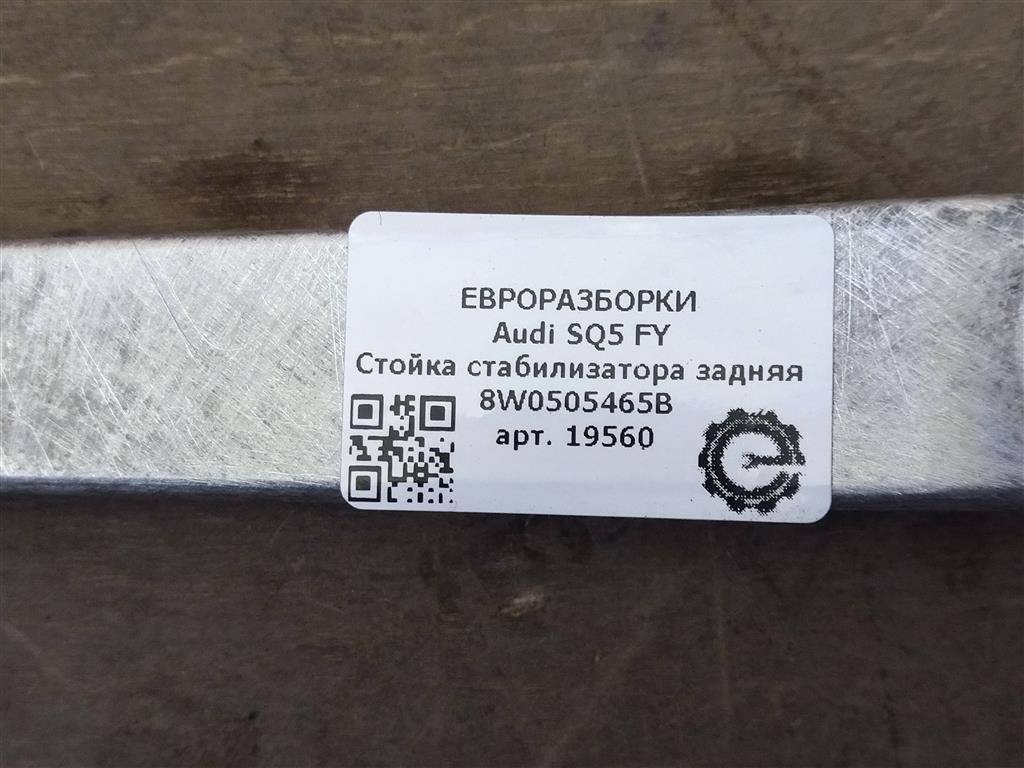 ЕВРОРАЗБОРКИ
Audi SQ5 FY
Стойка стабилизатора задняя
8W0505465B
арт. 19560